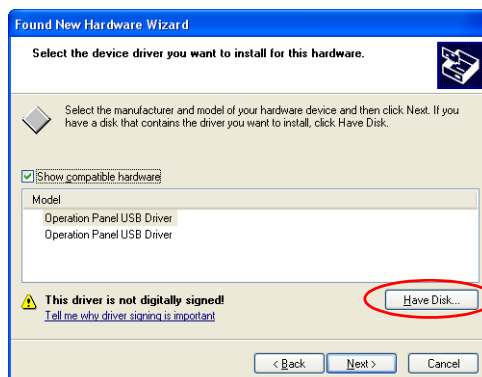 Found New Hardware Wizard
Select the device driver you want to install for this hardware.
Select the manufacturer and model of your hardware device and then click Next. If you
have a disk that contains the driver you want to install, click Have Disk.
Show compatible hardware
Model
Operation Panel USB Driver
Operation Panel USB Driver
This driver is not digitally signed!
Tell me why driver signing is important
Have Disk...
< Back
Next >
Cancel